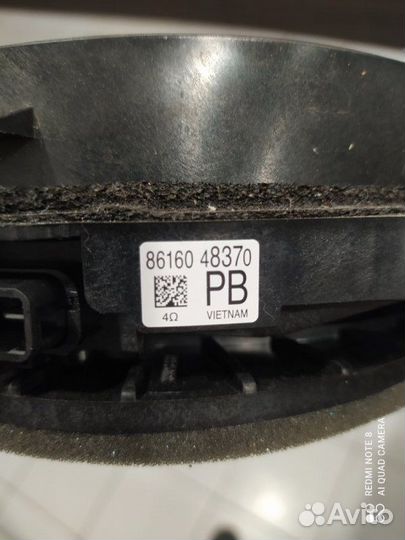 86160 48370
PB
4Ω
VIETNAM
REDMI NOTE 8
AI QUAD CAMERA
Avito